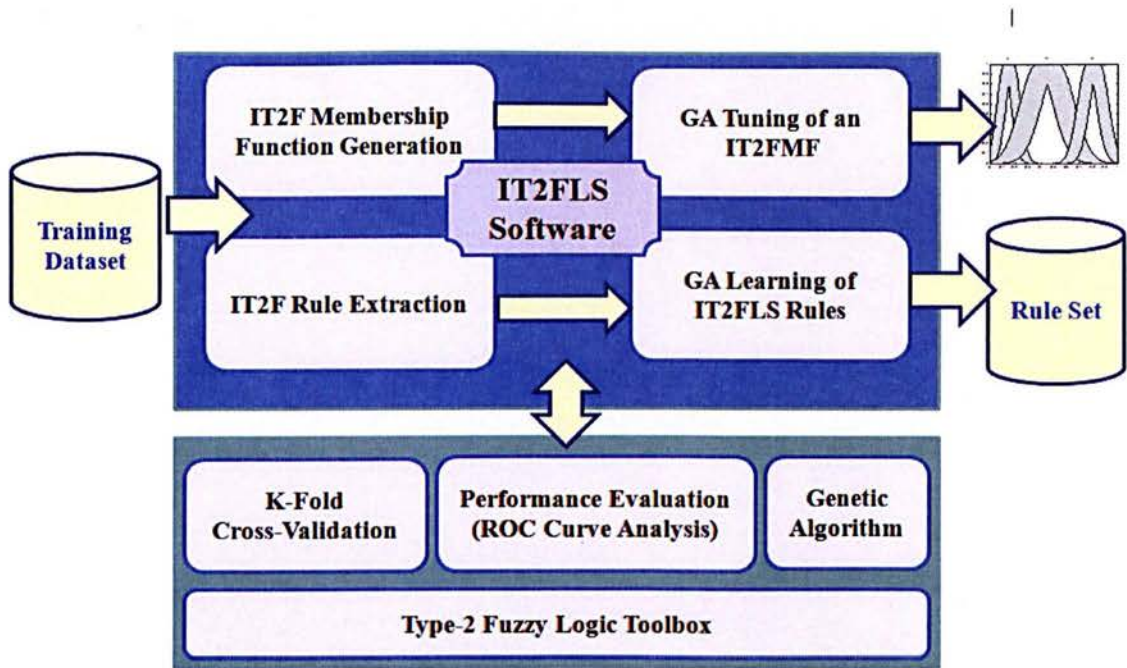 IT2F Membership
Function Generation
GA Tuning of an
IT2FMF
IT2FLS
Software
Training
Dataset
IT2F Rule Extraction
GA Learning of
IT2FLS Rules
Rule Set
K-Fold
Cross-Validation
Performance Evaluation
(ROC Curve Analysis)
Genetic
Algorithm
Type-2 Fuzzy Logic Toolbox